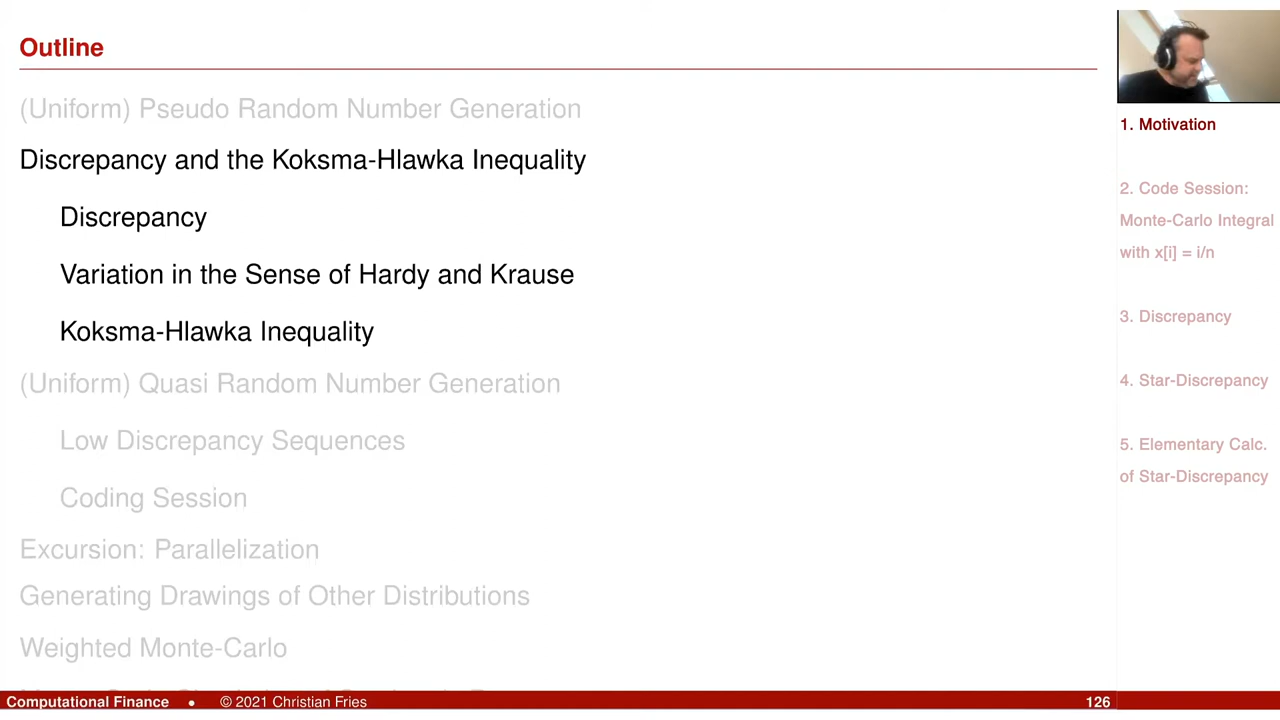 Outline
(Uniform) Pseudo Random Number Generation
Discrepancy and the Koksma-Hlawka Inequality
Discrepancy
Variation in the Sense of Hardy and Krause
Koksma-Hlawka Inequality
(Uniform) Quasi Random Number Generation
Low Discrepancy Sequences
Coding Session
Excursion: Parallelization
Generating Drawings of Other Distributions
Weighted Monte-Carlo
Computational Finance • © 2021 Christian Fries 126
1. Motivation
2. Code Session:
Monte-Carlo Integral
with x[i] = i/n
3. Discrepancy
4. Star-Discrepancy
5. Elementary Calc.
of Star-Discrepancy